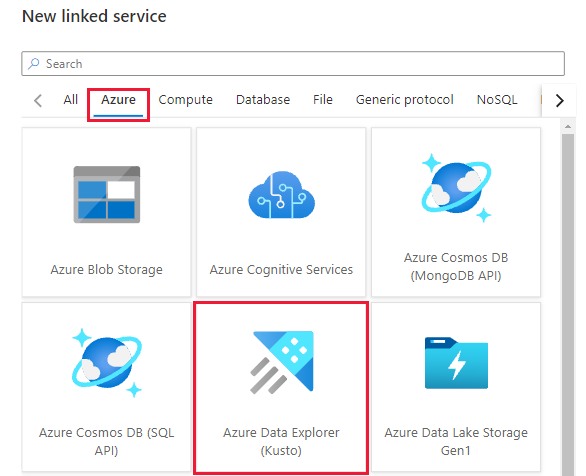 New linked service
Search
All Azure Compute Database File Generic protocol NoSQL
Azure Blob Storage
Azure Cognitive Services
Azure Cosmos DB
(MongoDB API)
Azure Cosmos DB (SQL
API)
Azure Data Explorer
(Kusto)
Azure Data Lake Storage
Gen1